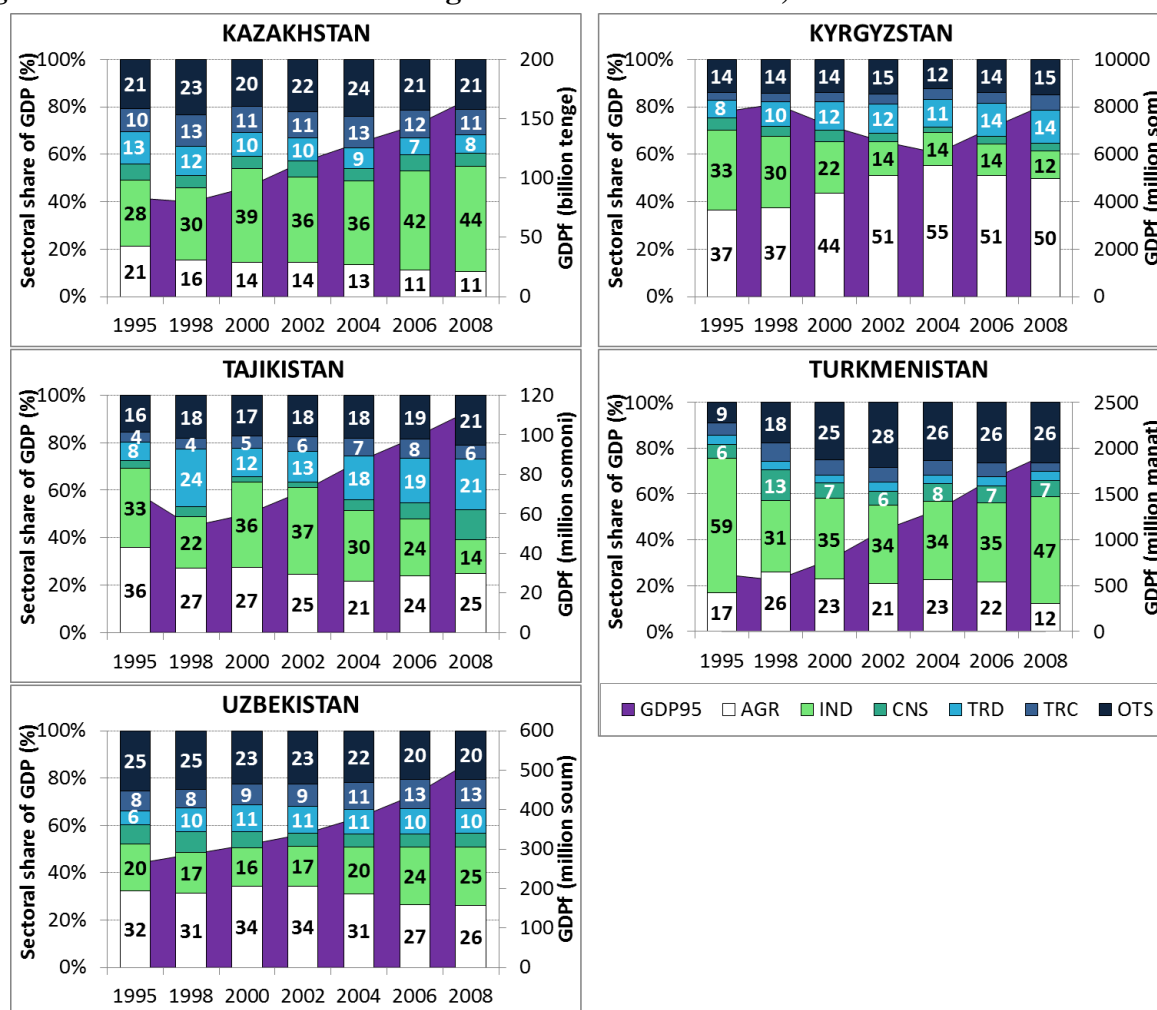 KAZAKHSTAN
Sectoral share of GDP (%)
100%
80%
60%
40%
20%
0%
21 23 20 22 24 21 21
10 13 11 11 13 12 11
13 12 10 10 9 7 8
28 30 39 36 36 42 44
21 16 14 14 13 11 11
200
150
100
50
0
GDPf (billion tenge)
1995 1998 2000 2002 2004 2006 2008
KYRGYZSTAN
Sectoral share of GDP (%)
100%
80%
60%
40%
20%
0%
14 14 14 15 12 14 15
8 10 12 12 11 14 14
33 30 22 14 14 14 12
37 37 44 51 55 51 50
10000
8000
6000
4000
2000
0
GDPf (million som)
1995 1998 2000 2002 2004 2006 2008
TAJIKISTAN
Sectoral share of GDP (%)
100%
80%
60%
40%
20%
0%
16 18 17 18 18 19 21
4 4 5 6 7 8 6
8 24 12 13 18 19 21
33 22 36 37 30 24 14
36 27 27 25 21 24 25
120
100
80
60
40
20
0
GDPf (million somoni)
1995 1998 2000 2002 2004 2006 2008
TURKMENISTAN
Sectoral share of GDP (%)
100%
80%
60%
40%
20%
0%
9 18 25 28 26 26 26
6 13 7 6 8 7 7
59 31 35 34 34 35 47
17 26 23 21 23 22 12
2500
2000
1500
1000
500
0
GDPf (million manat)
1995 1998 2000 2002 2004 2006 2008
UZBEKISTAN
Sectoral share of GDP (%)
100%
80%
60%
40%
20%
0%
25 25 23 23 22 20 20
8 8 9 9 11 13 13
6 10 11 11 11 10 10
20 17 16 17 20 24 25
32 31 34 34 31 27 26
600
500
400
300
200
100
0
GDPf (million soum)
1995 1998 2000 2002 2004 2006 2008
GDP95 AGR IND CNS TRD TRC OTS